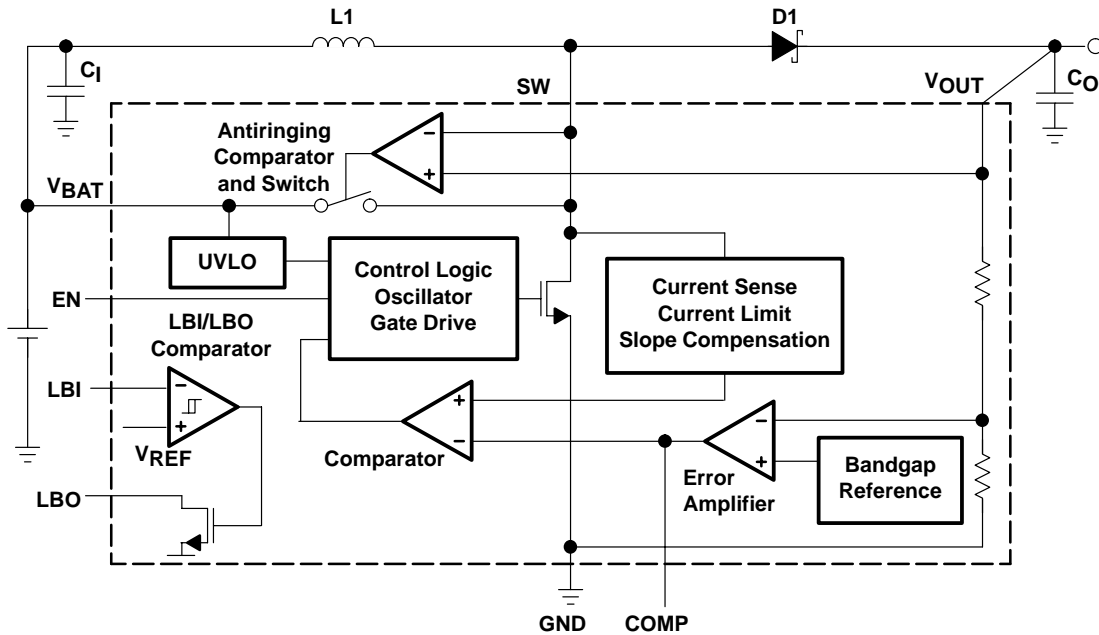 L1
D1
CI
SW
VOUT
CO
Antiringing
Comparator
and Switch
VBAT
UVLO
Control Logic
Oscillator
Gate Drive
Current Sense
Current Limit
Slope Compensation
EN
LBI/LBO
Comparator
LBI
VREF
Comparator
Error
Amplifier
Bandgap
Reference
LBO
GND
COMP